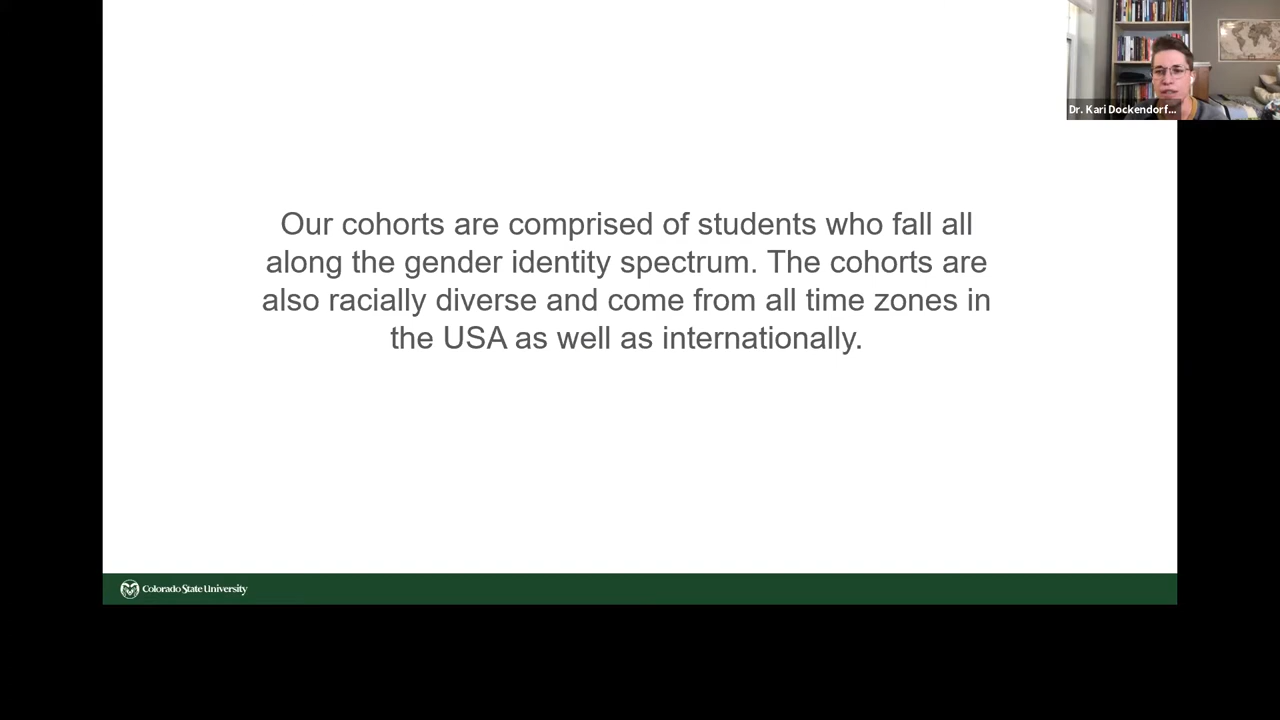 Dr. Kari Dockendorf...
Our cohorts are comprised of students who fall all
along the gender identity spectrum. The cohorts are
also racially diverse and come from all time zones in
the USA as well as internationally.
Colorado State University